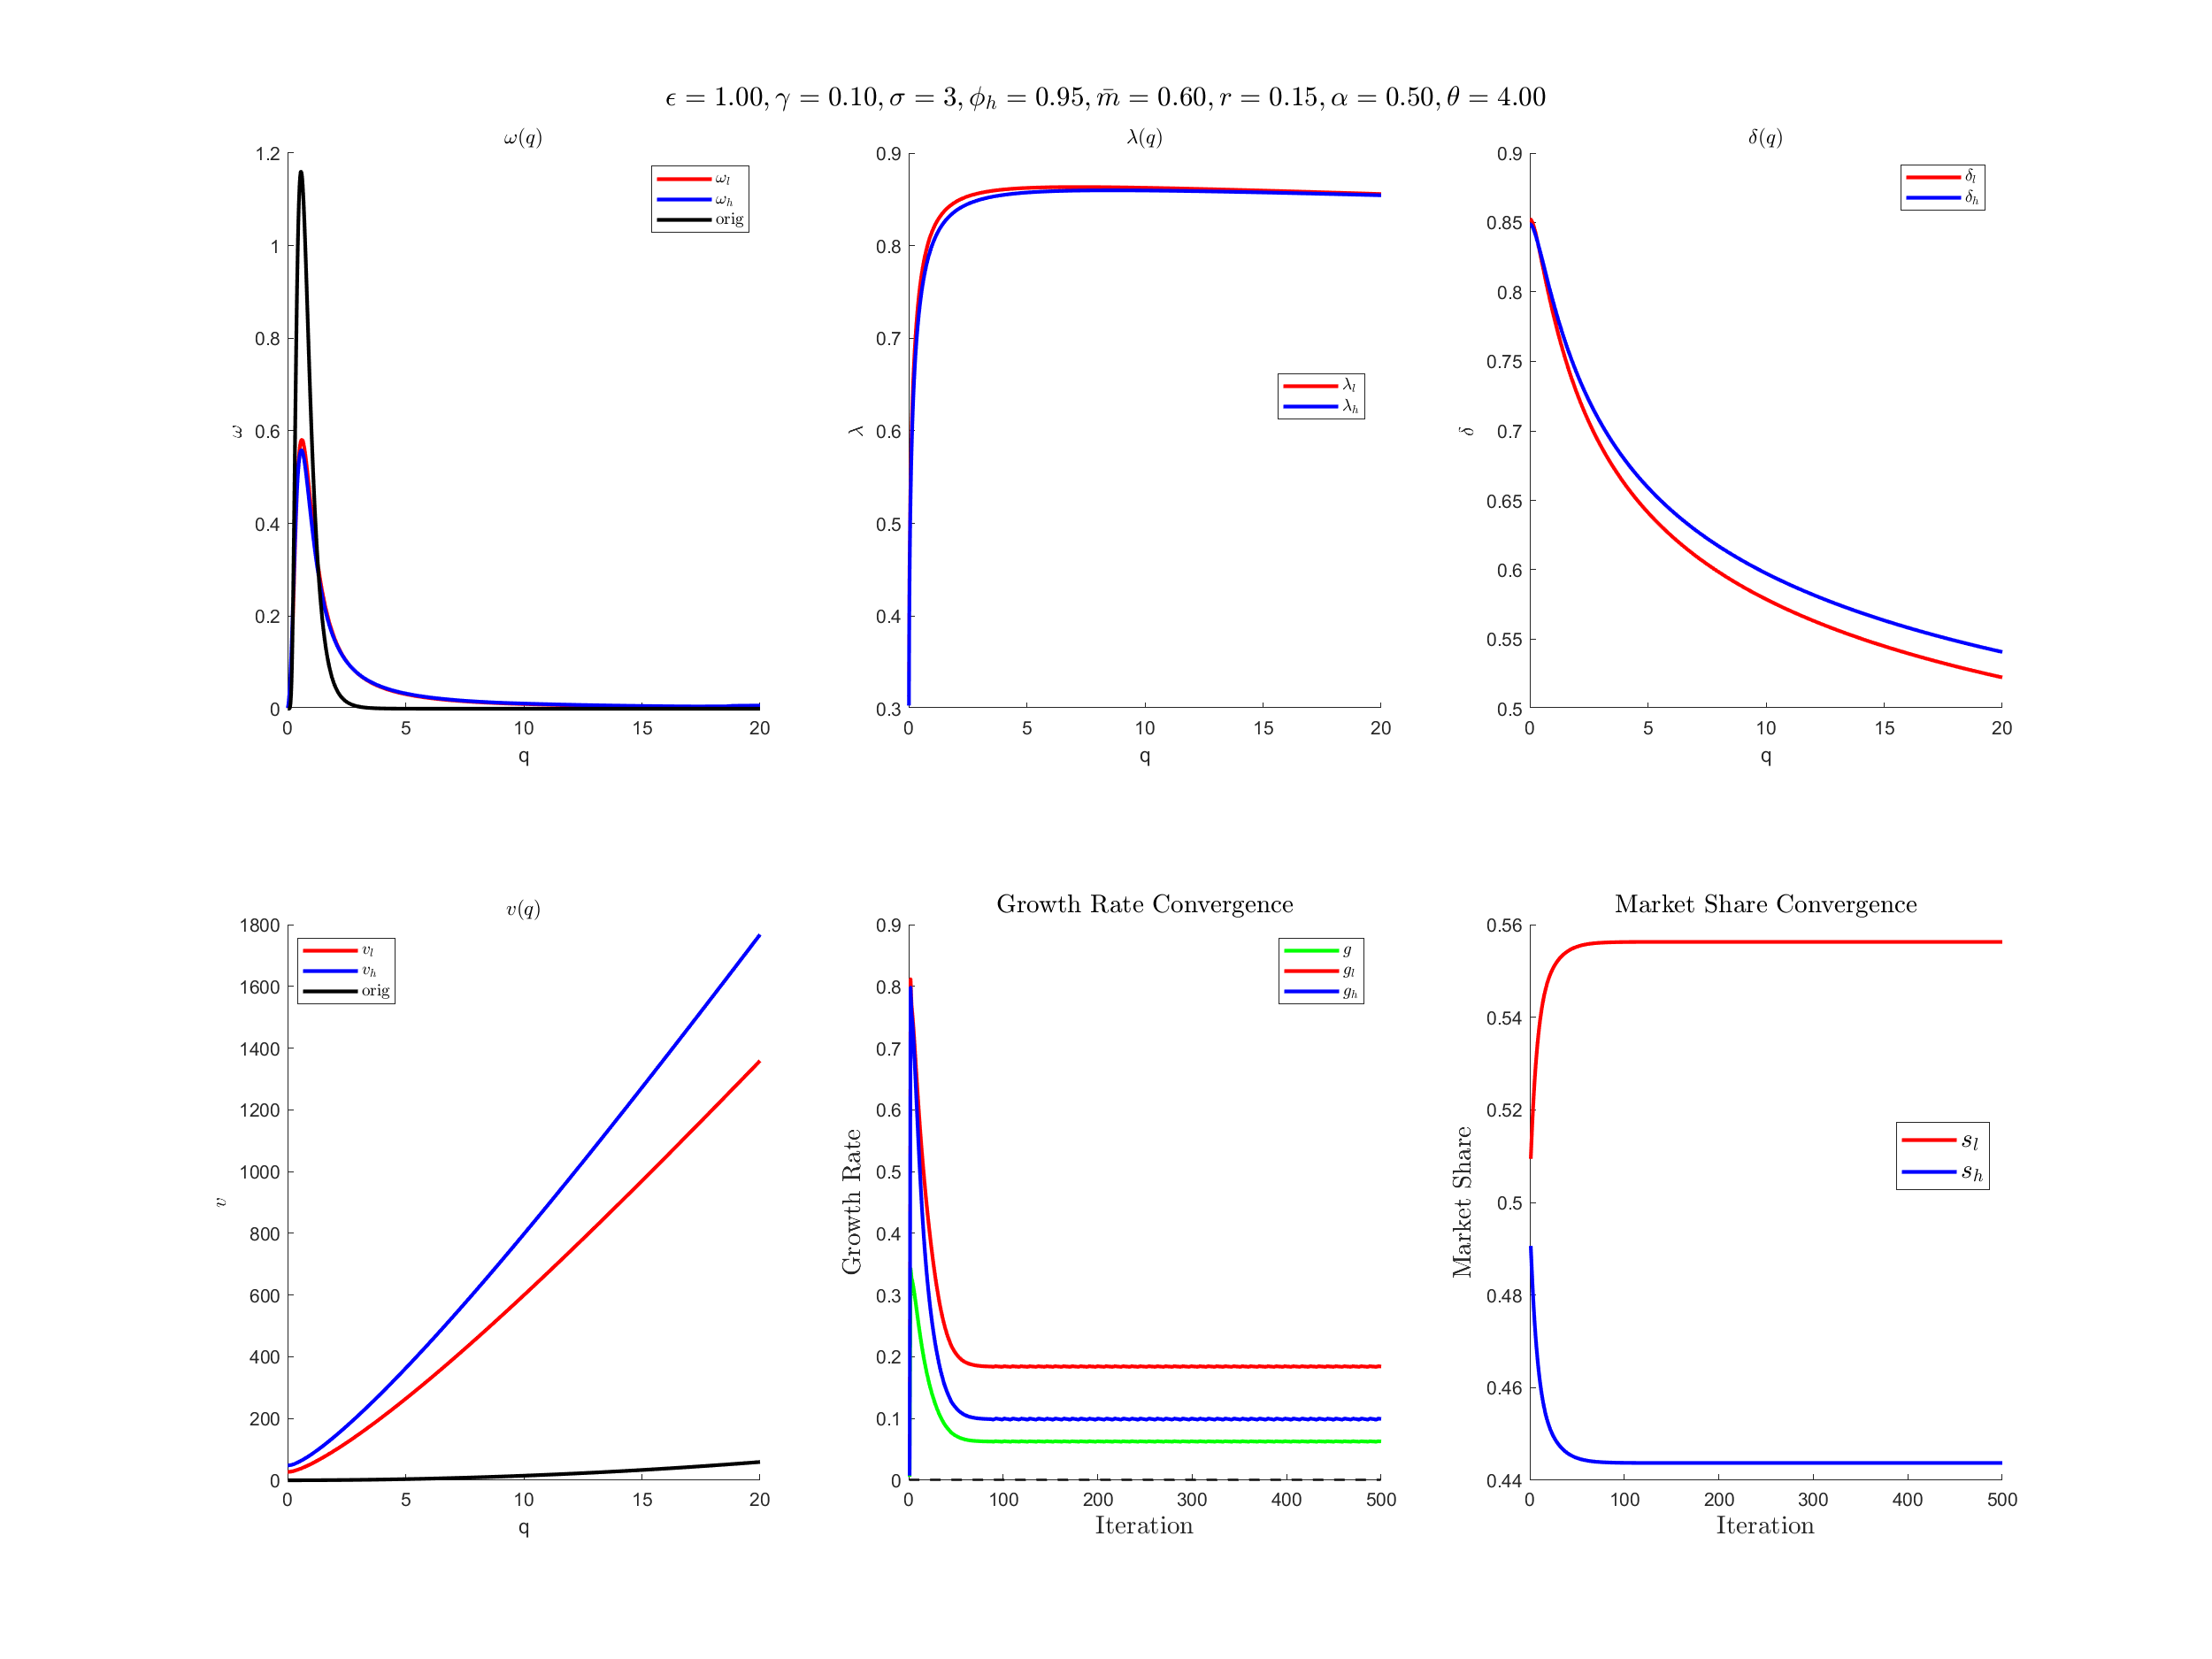 ϵ = 1.00, γ = 0.10, σ = 3, ϕ_h = 0.95, m̄ = 0.60, r = 0.15, α = 0.50, θ = 4.00
ω(q)
1.2
1
0.8
0.6
0.4
0.2
0
ω
0 5 10 15 20
q
ω_l
ω_h
orig
λ(q)
0.9
0.8
0.7
0.6
0.5
0.4
0.3
λ
0 5 10 15 20
q
λ_l
λ_h
δ(q)
0.9
0.85
0.8
0.75
0.7
0.65
0.6
0.55
0.5
δ
0 5 10 15 20
q
δ_l
δ_h
v(q)
1800
1600
1400
1200
1000
800
600
400
200
0
v
0 5 10 15 20
q
v_l
v_h
orig
Growth Rate Convergence
0.9
0.8
0.7
0.6
0.5
0.4
0.3
0.2
0.1
0
Growth Rate
0 100 200 300 400 500
Iteration
g
g_l
g_h
Market Share Convergence
0.56
0.54
0.52
0.5
0.48
0.46
0.44
Market Share
0 100 200 300 400 500
Iteration
s_l
s_h